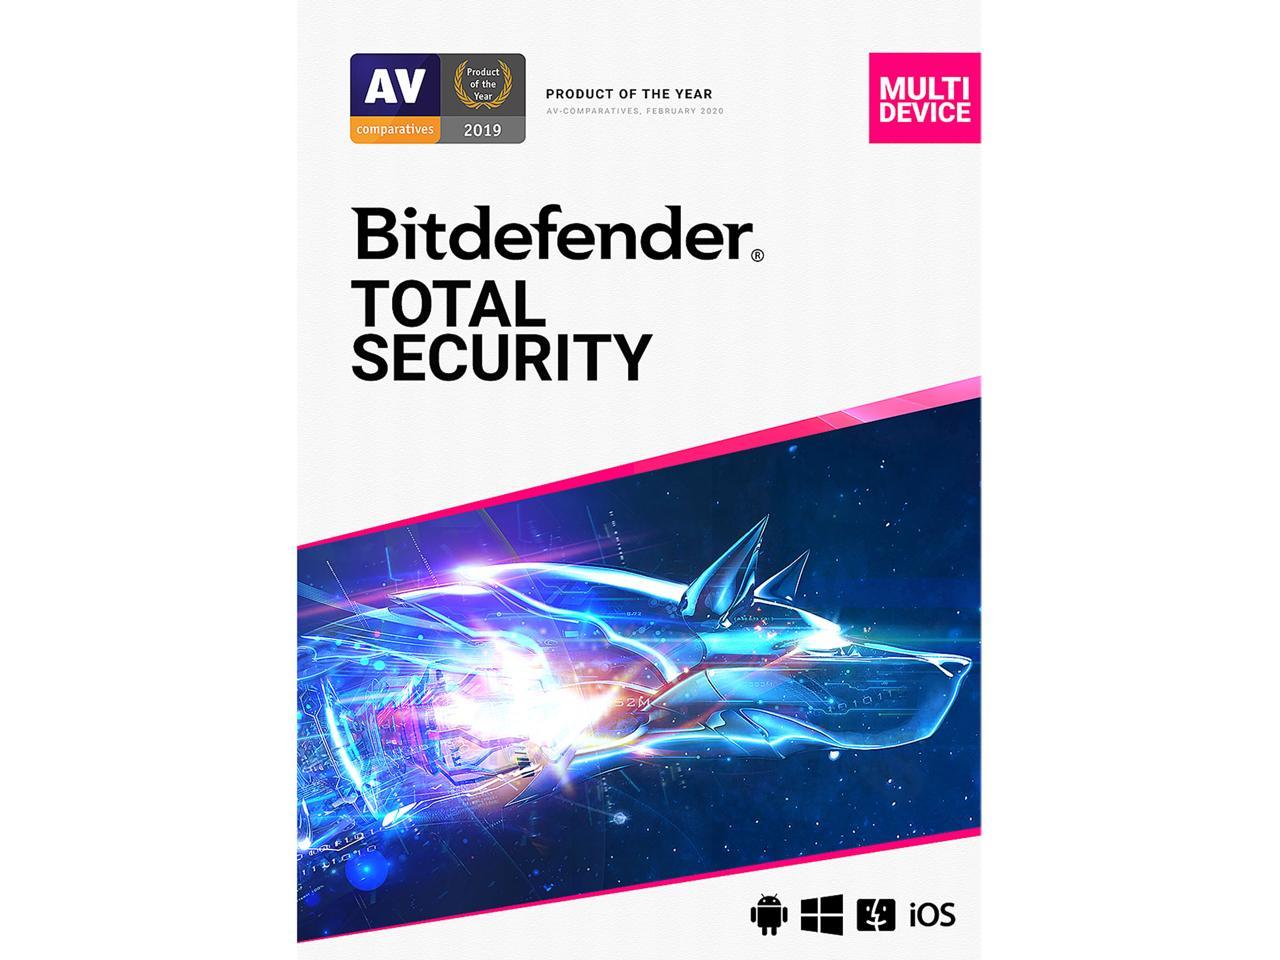 AV
comparatives
Product
of the
Year
2019
PRODUCT OF THE YEAR
AV-COMPARATIVES, FEBRUARY 2020
MULTI
DEVICE
Bitdefender®
TOTAL
SECURITY
S2M
iOS